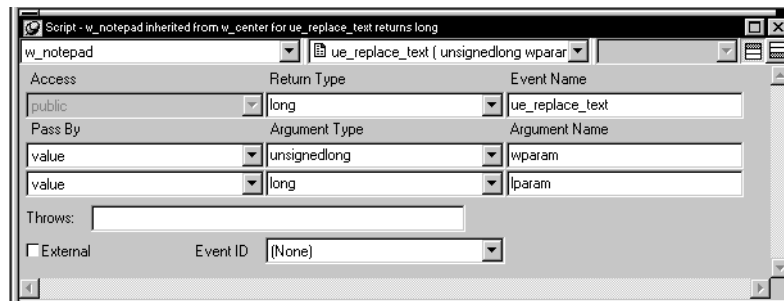 Script - w_notepad inherited from w_center for ue_replace_text returns long
w_notepad ue_replace_text ( unsignedlong wparar
Access Return Type Event Name
public long ue_replace_text
Pass By Argument Type Argument Name
value unsignedlong wparam
value long lparam
Throws:
External Event ID (None)